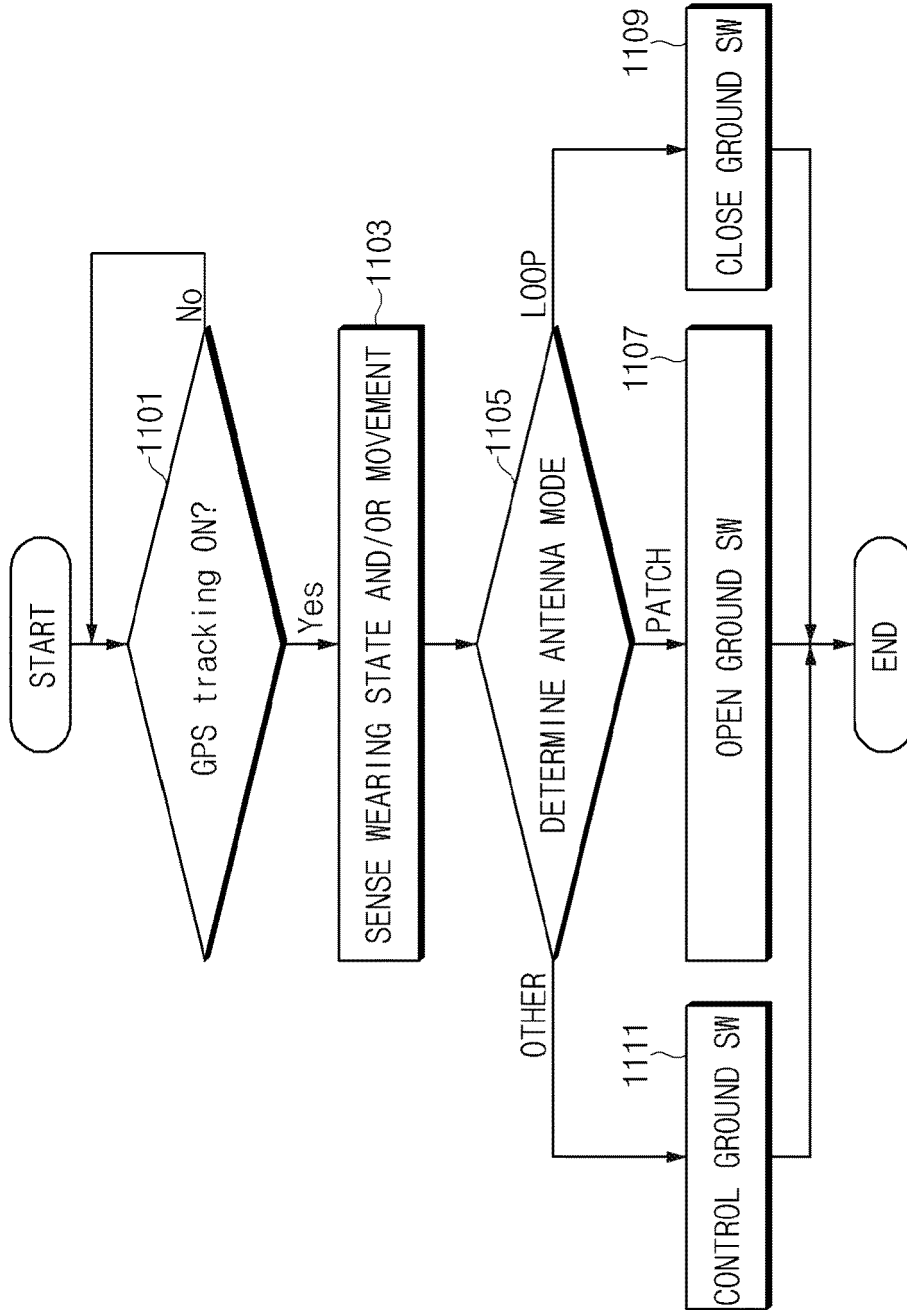 START
1101
GPS tracking ON?
No
Yes
1103
SENSE WEARING STATE AND/OR MOVEMENT
1105
DETERMINE ANTENNA MODE
OTHER
PATCH
LOOP
1111
CONTROL GROUND SW
1107
OPEN GROUND SW
1109
CLOSE GROUND SW
END